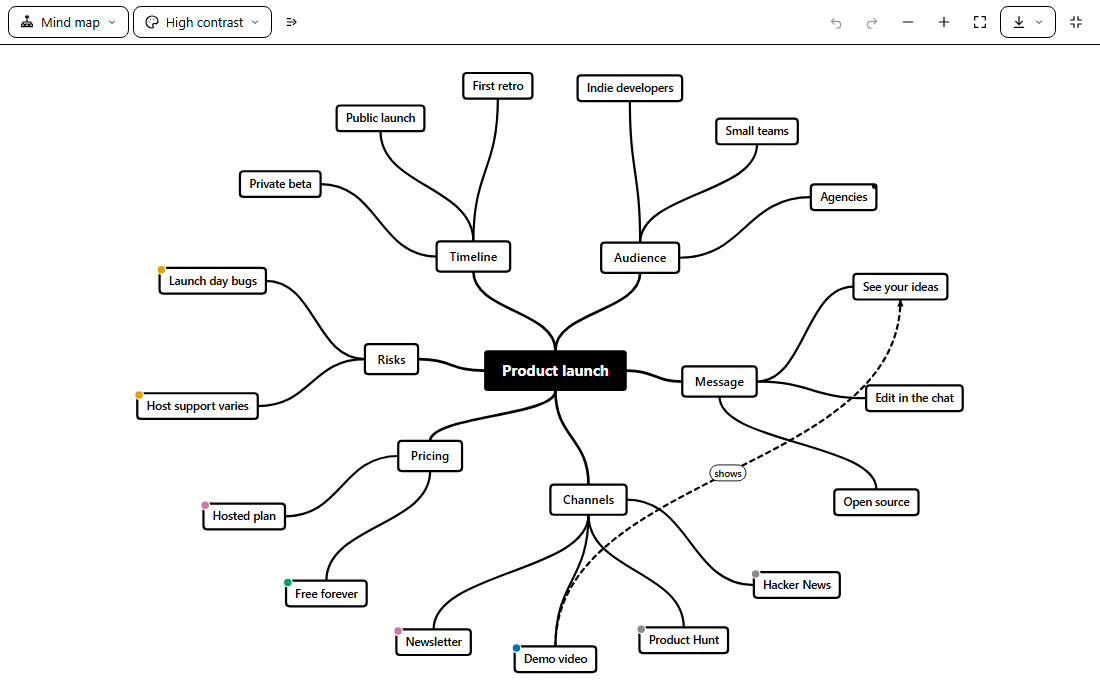 Mind map
High contrast
First retro
Indie developers
Public launch
Small teams
Private beta
Agencies
Timeline
Audience
Launch day bugs
See your ideas
Risks
Product launch
Message
Host support varies
Edit in the chat
Pricing
shows
Channels
Open source
Hosted plan
Hacker News
Free forever
Newsletter
Product Hunt
Demo video